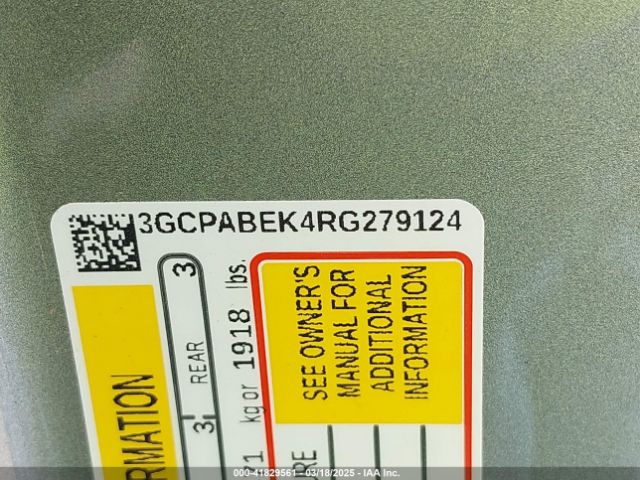 3GCPABEK4RG279124
3
REAR
3
kg or 1918 lbs.
1
SEE OWNER'S
MANUAL FOR
ADDITIONAL
INFORMATION
000-41829561 - 03/18/2025 - IAA Inc.